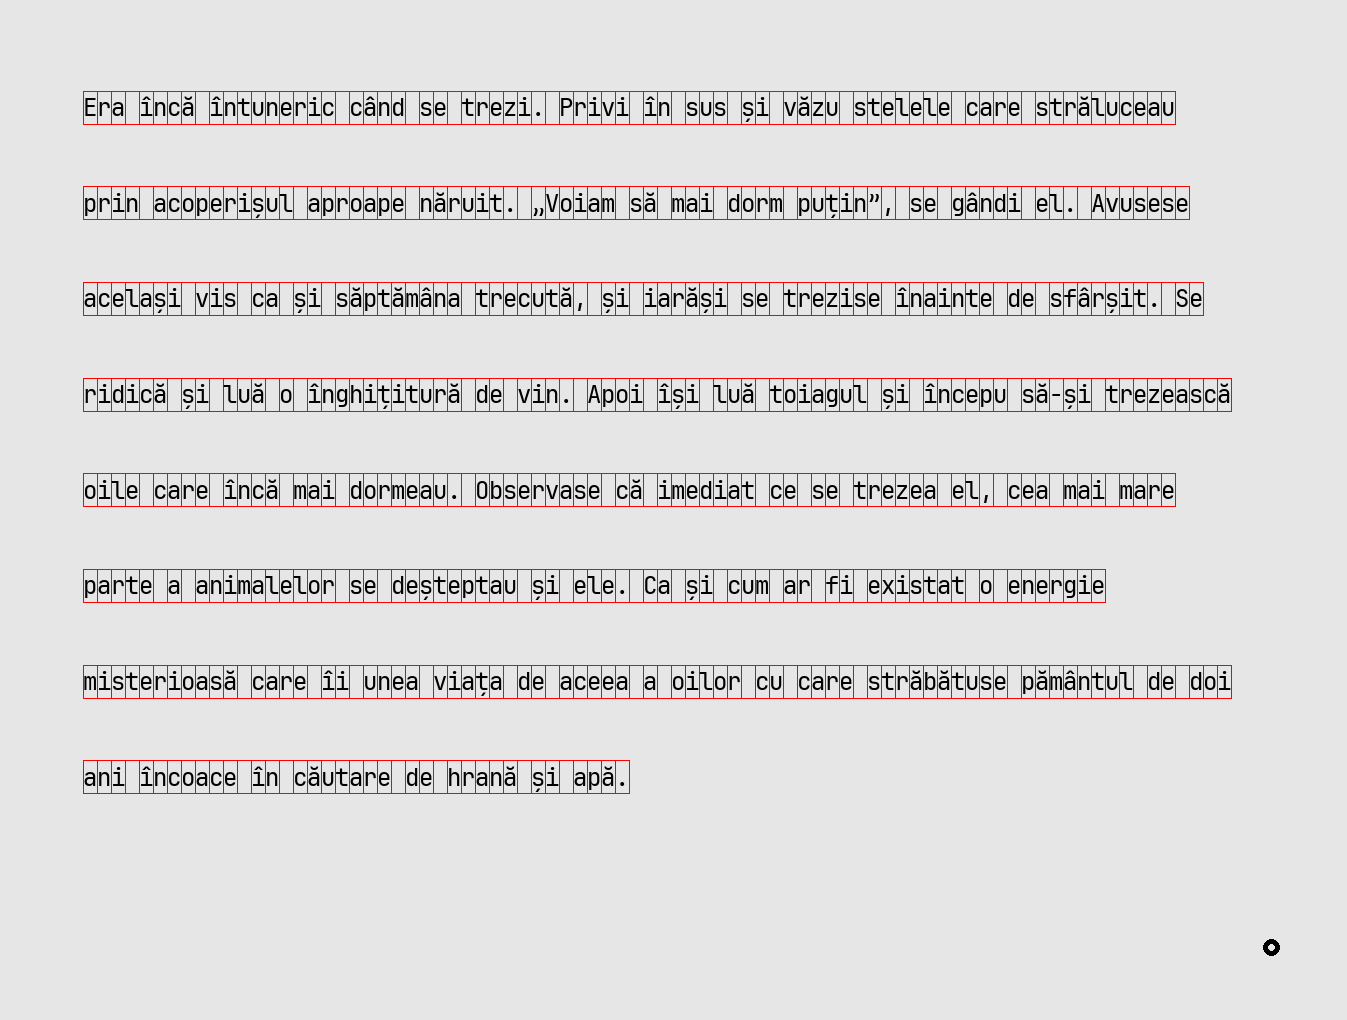 Era încă întuneric când se trezi. Privi în sus și văzu stelele care străluceau
prin acoperișul aproape năruit. „Voiam să mai dorm puțin”, se gândi el. Avusese
același vis ca și săptămâna trecută, și iarăși se trezise înainte de sfârșit. Se
ridică și luă o înghițitură de vin. Apoi își luă toiagul și începu să-și trezească
oile care încă mai dormeau. Observase că imediat ce se trezea el, cea mai mare
parte a animalelor se deșteptau și ele. Ca și cum ar fi existat o energie
misterioasă care îi unea viața de aceea a oilor cu care străbătuse pământul de doi
ani încoace în căutare de hrană și apă.